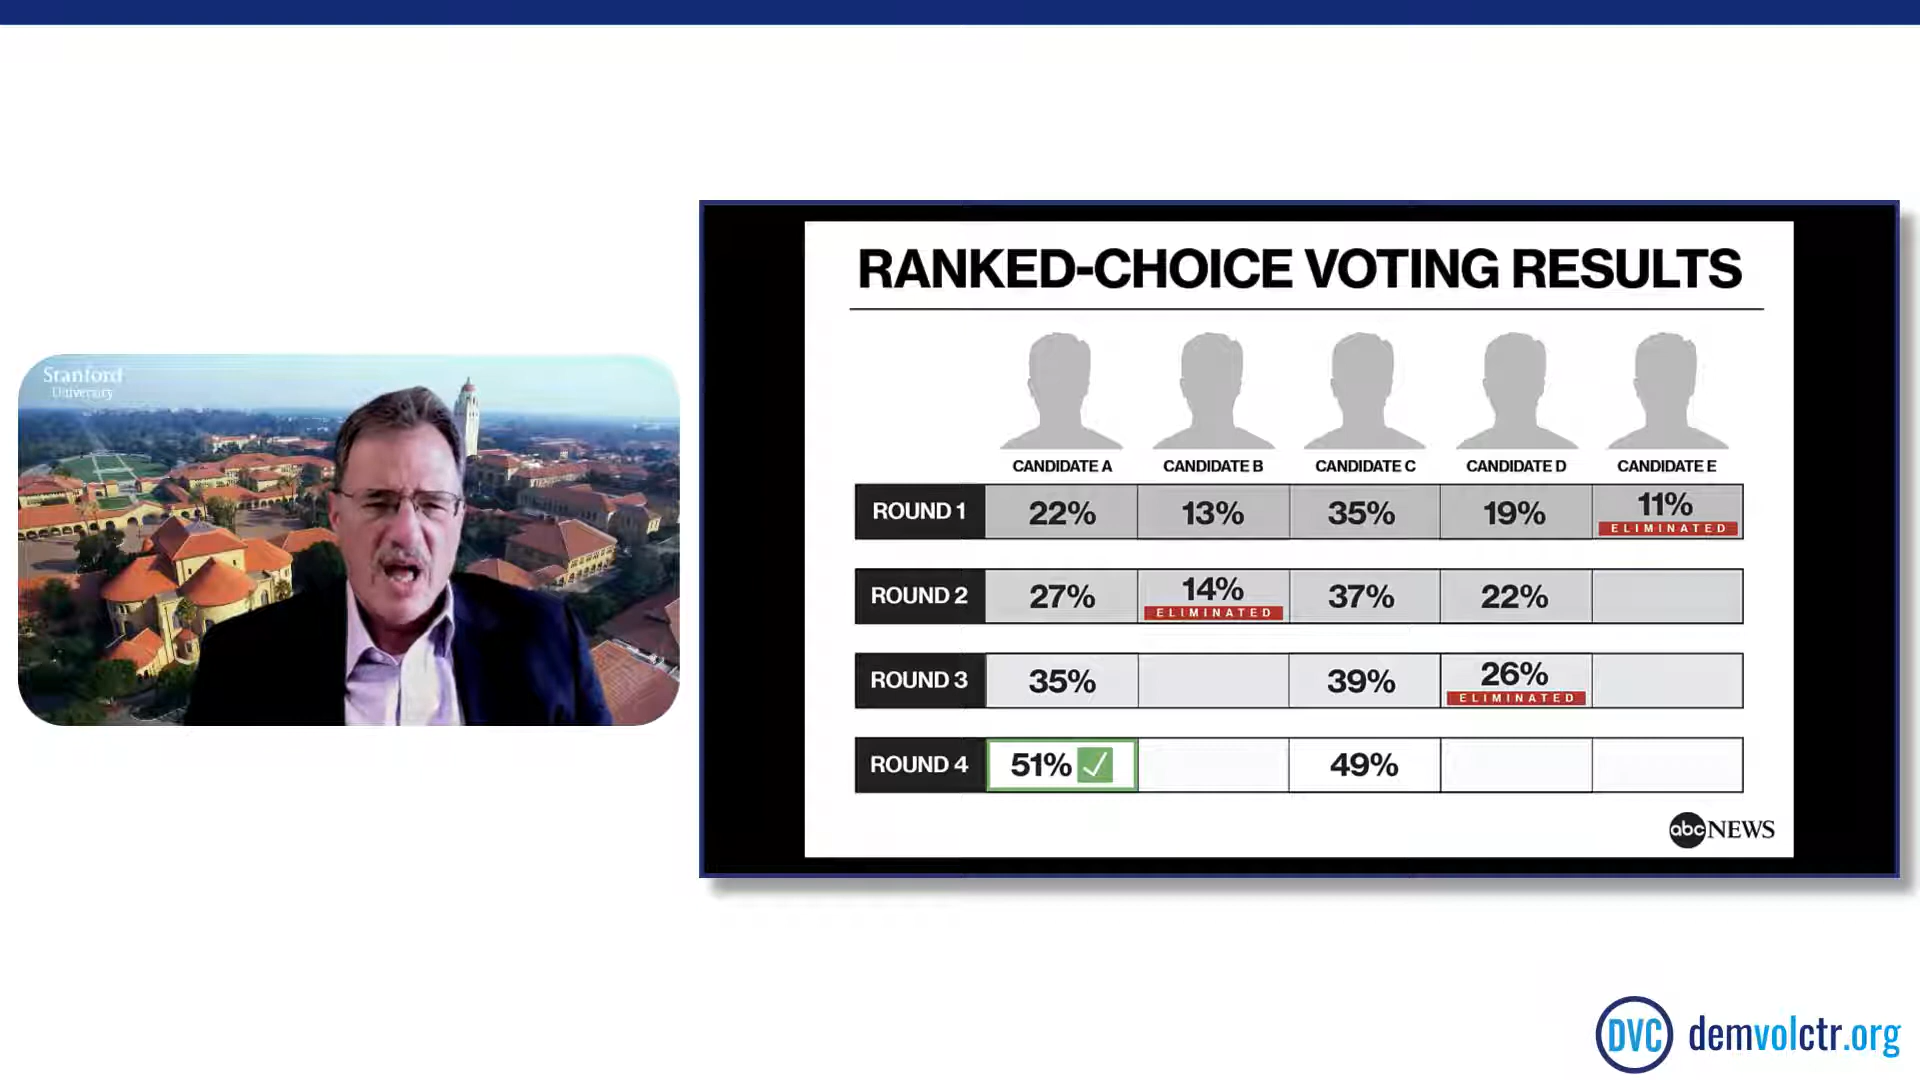 Stanford
University
RANKED-CHOICE VOTING RESULTS
CANDIDATE A CANDIDATE B CANDIDATE C CANDIDATE D CANDIDATE E
ROUND 1 22% 13% 35% 19% 11%
ELIMINATED
ROUND 2 27% 14% 37% 22%
ELIMINATED
ROUND 3 35% 39% 26%
ELIMINATED
ROUND 4 51% 49%
abc NEWS
DVC demvolctr.org